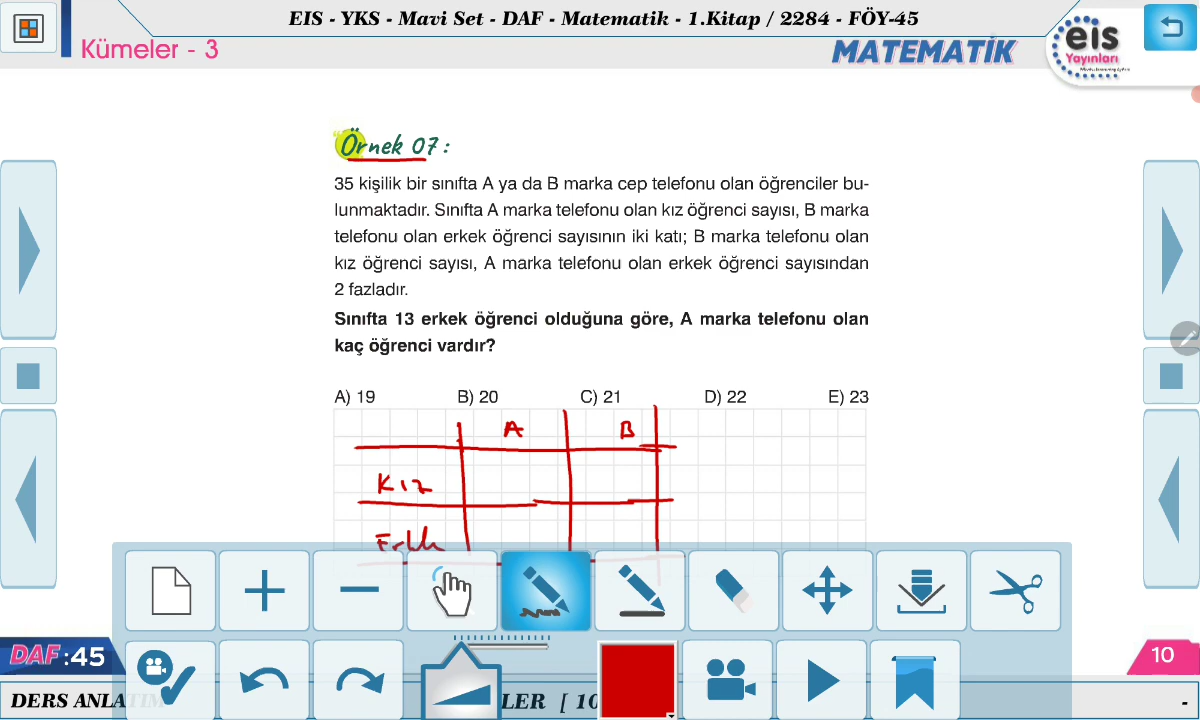 EIS - YKS - Mavi Set - DAF - Matematik - 1.Kitap / 2284 - FÖY-45
Kümeler - 3
MATEMATİK
eis
Yayınları
Örnek 07 :
35 kişilik bir sınıfta A ya da B marka cep telefonu olan öğrenciler bu-
lunmaktadır. Sınıfta A marka telefonu olan kız öğrenci sayısı, B marka
telefonu olan erkek öğrenci sayısının iki katı; B marka telefonu olan
kız öğrenci sayısı, A marka telefonu olan erkek öğrenci sayısından
2 fazladır.
Sınıfta 13 erkek öğrenci olduğuna göre, A marka telefonu olan
kaç öğrenci vardır?
A) 19 B) 20 C) 21 D) 22 E) 23
A B
Kız
DAF :45
10
DERS ANLATIM
LER [ 10
-